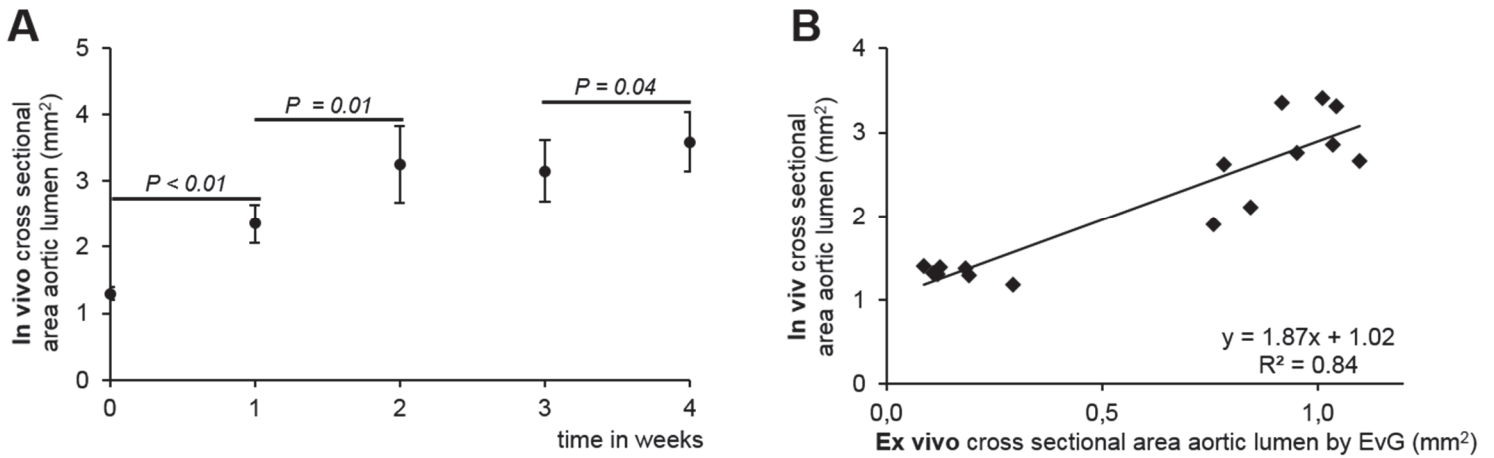 A
B
In vivo cross sectional
area aortic lumen (mm²)
5
4
3
2
1
0
P < 0.01
P = 0.01
P = 0.04
0 1 2 3 4
time in weeks
In viv cross sectional
area aortic lumen (mm²)
4
3
2
1
0
y = 1.87x + 1.02
R² = 0.84
0,0 0,5 1,0
Ex vivo cross sectional area aortic lumen by EvG (mm²)